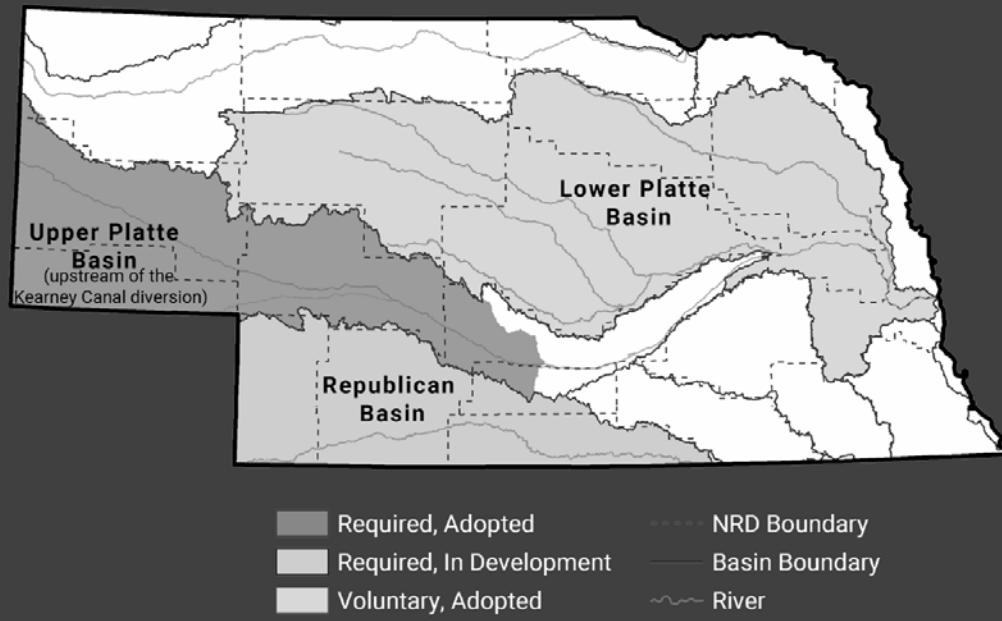 Lower Platte
Basin
Upper Platte
Basin
(upstream of the
Kearney Canal diversion)
Republican
Basin
Required, Adopted
Required, In Development
Voluntary, Adopted
NRD Boundary
Basin Boundary
River